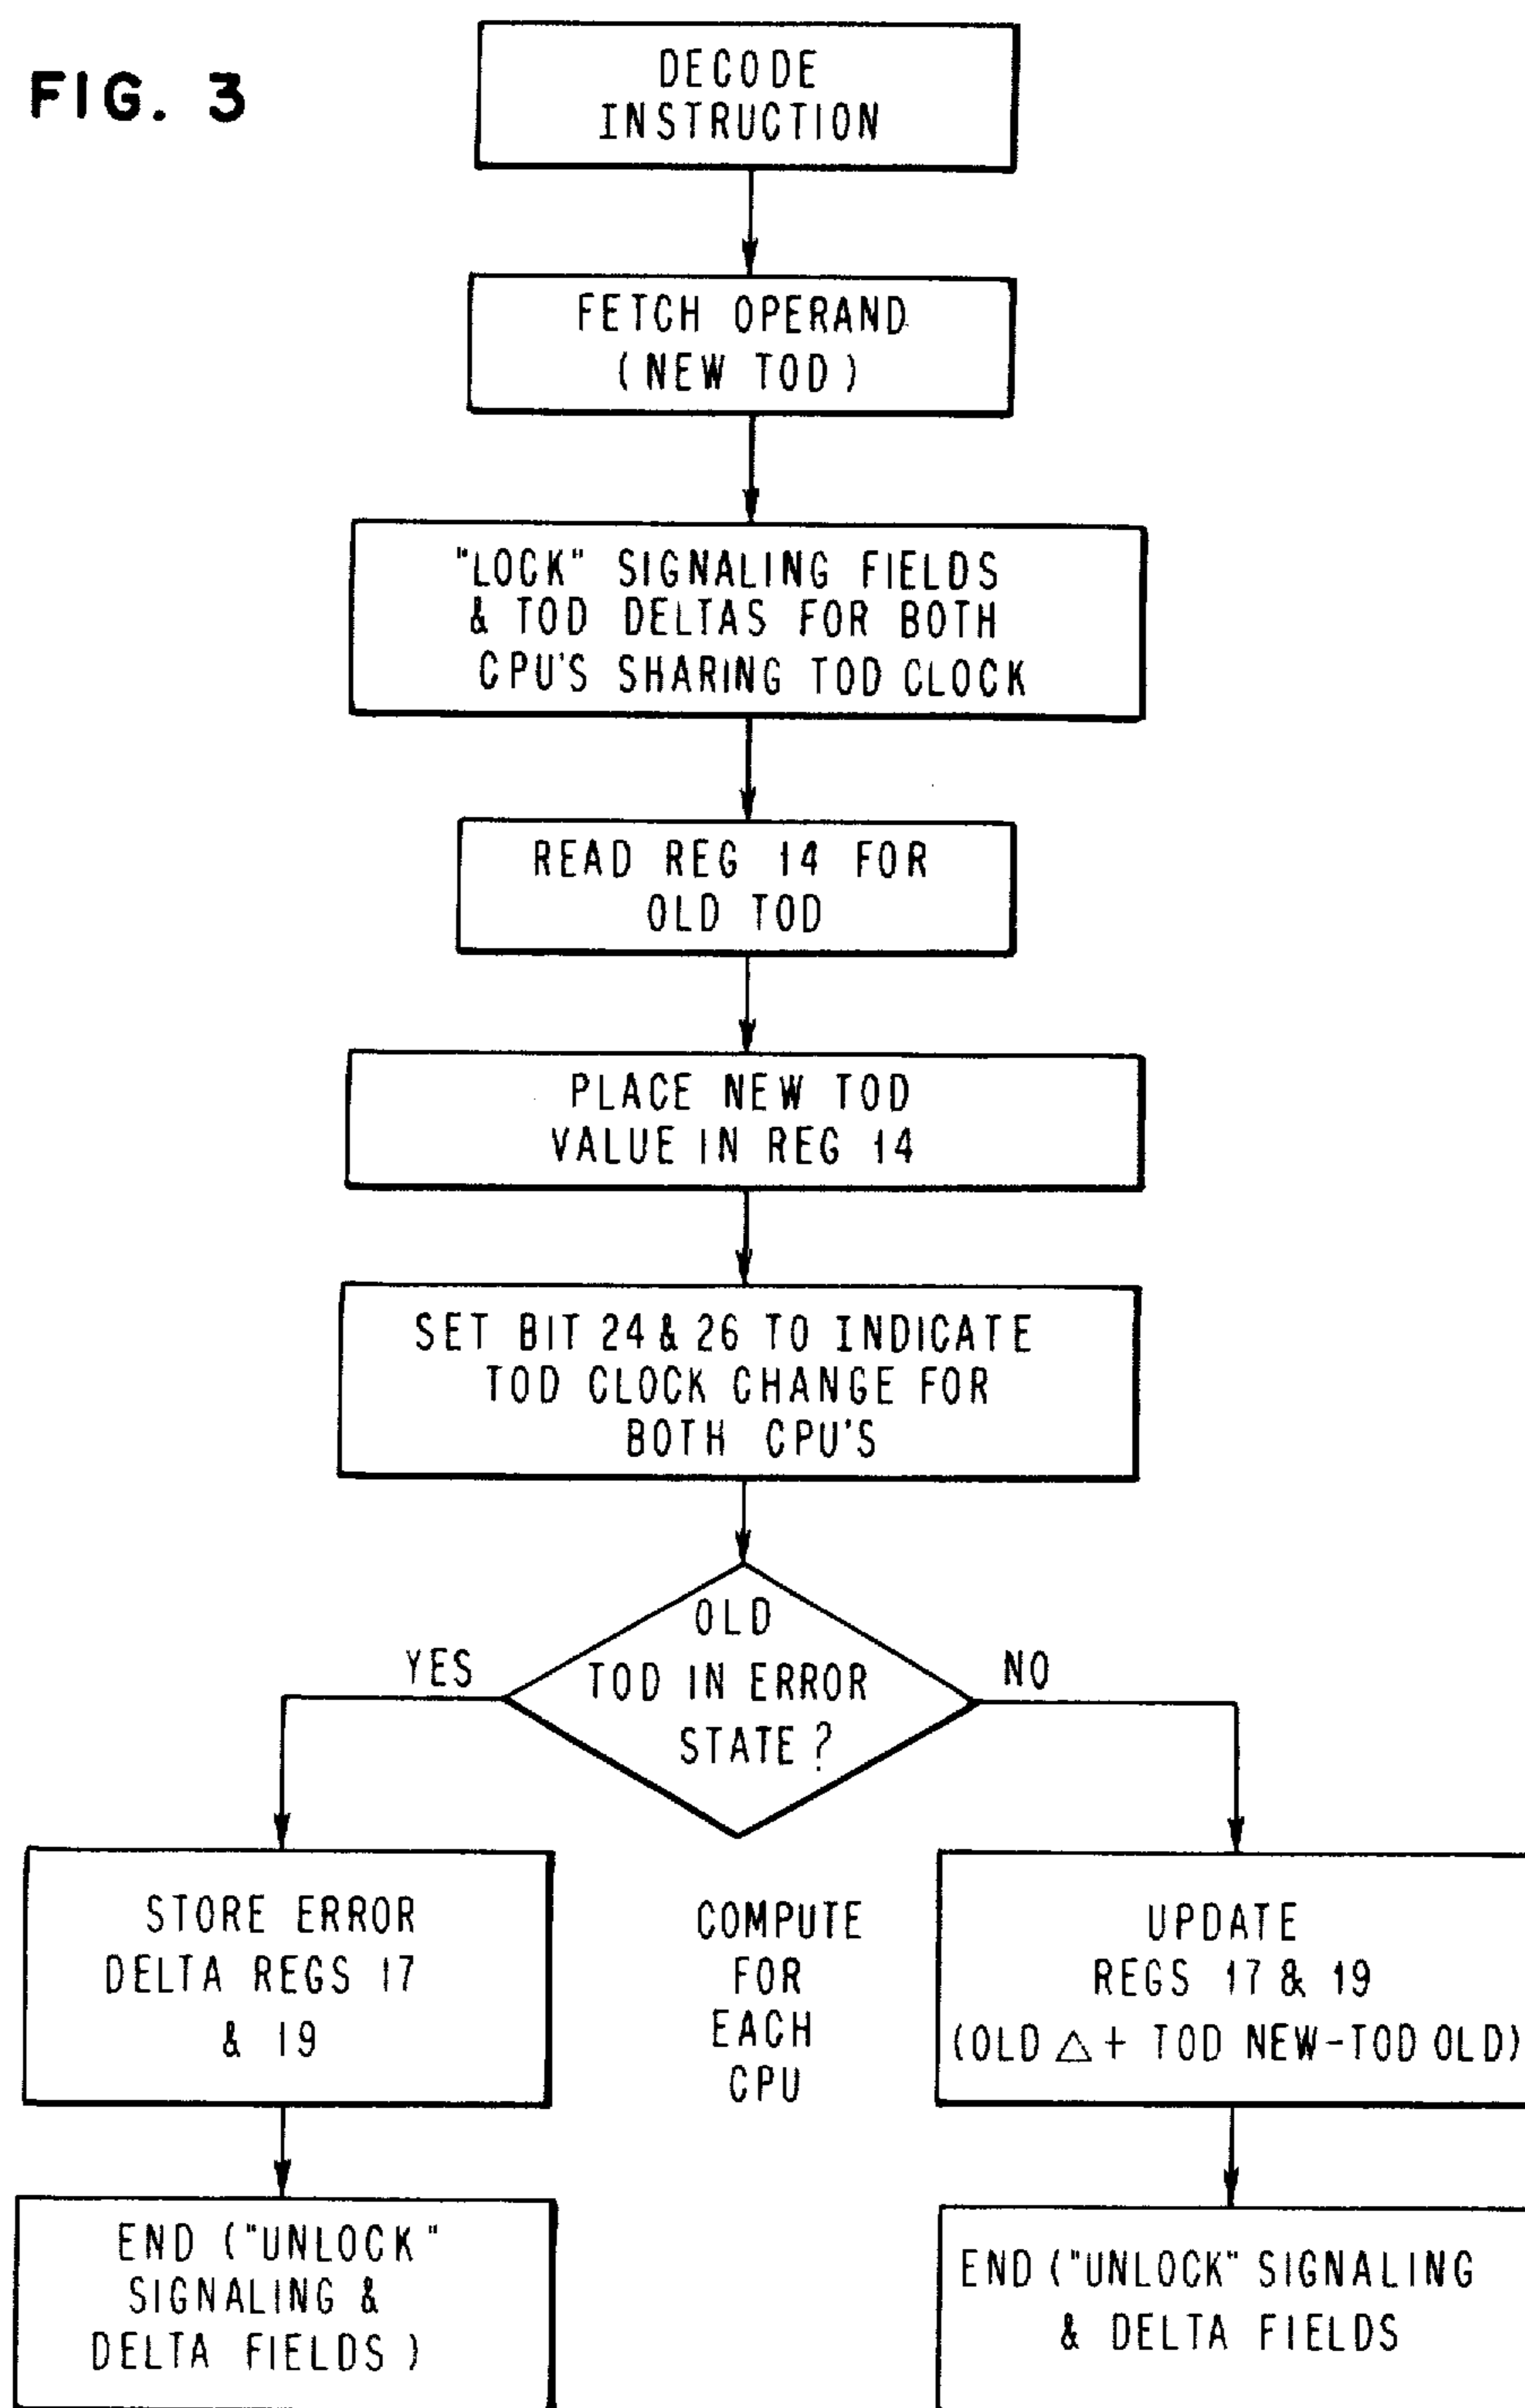 FIG. 3
DECODE
INSTRUCTION
FETCH OPERAND
(NEW TOD)
"LOCK" SIGNALING FIELDS
& TOD DELTAS FOR BOTH
CPU'S SHARING TOD CLOCK
READ REG 14 FOR
OLD TOD
PLACE NEW TOD
VALUE IN REG 14
SET BIT 24 & 26 TO INDICATE
TOD CLOCK CHANGE FOR
BOTH CPU'S
OLD
TOD IN ERROR
STATE?
YES
NO
STORE ERROR
DELTA REGS 17
& 19
COMPUTE
FOR
EACH
CPU
UPDATE
REGS 17 & 19
(OLD △ + TOD NEW-TOD OLD)
END ("UNLOCK"
SIGNALING &
DELTA FIELDS)
END ("UNLOCK" SIGNALING
& DELTA FIELDS